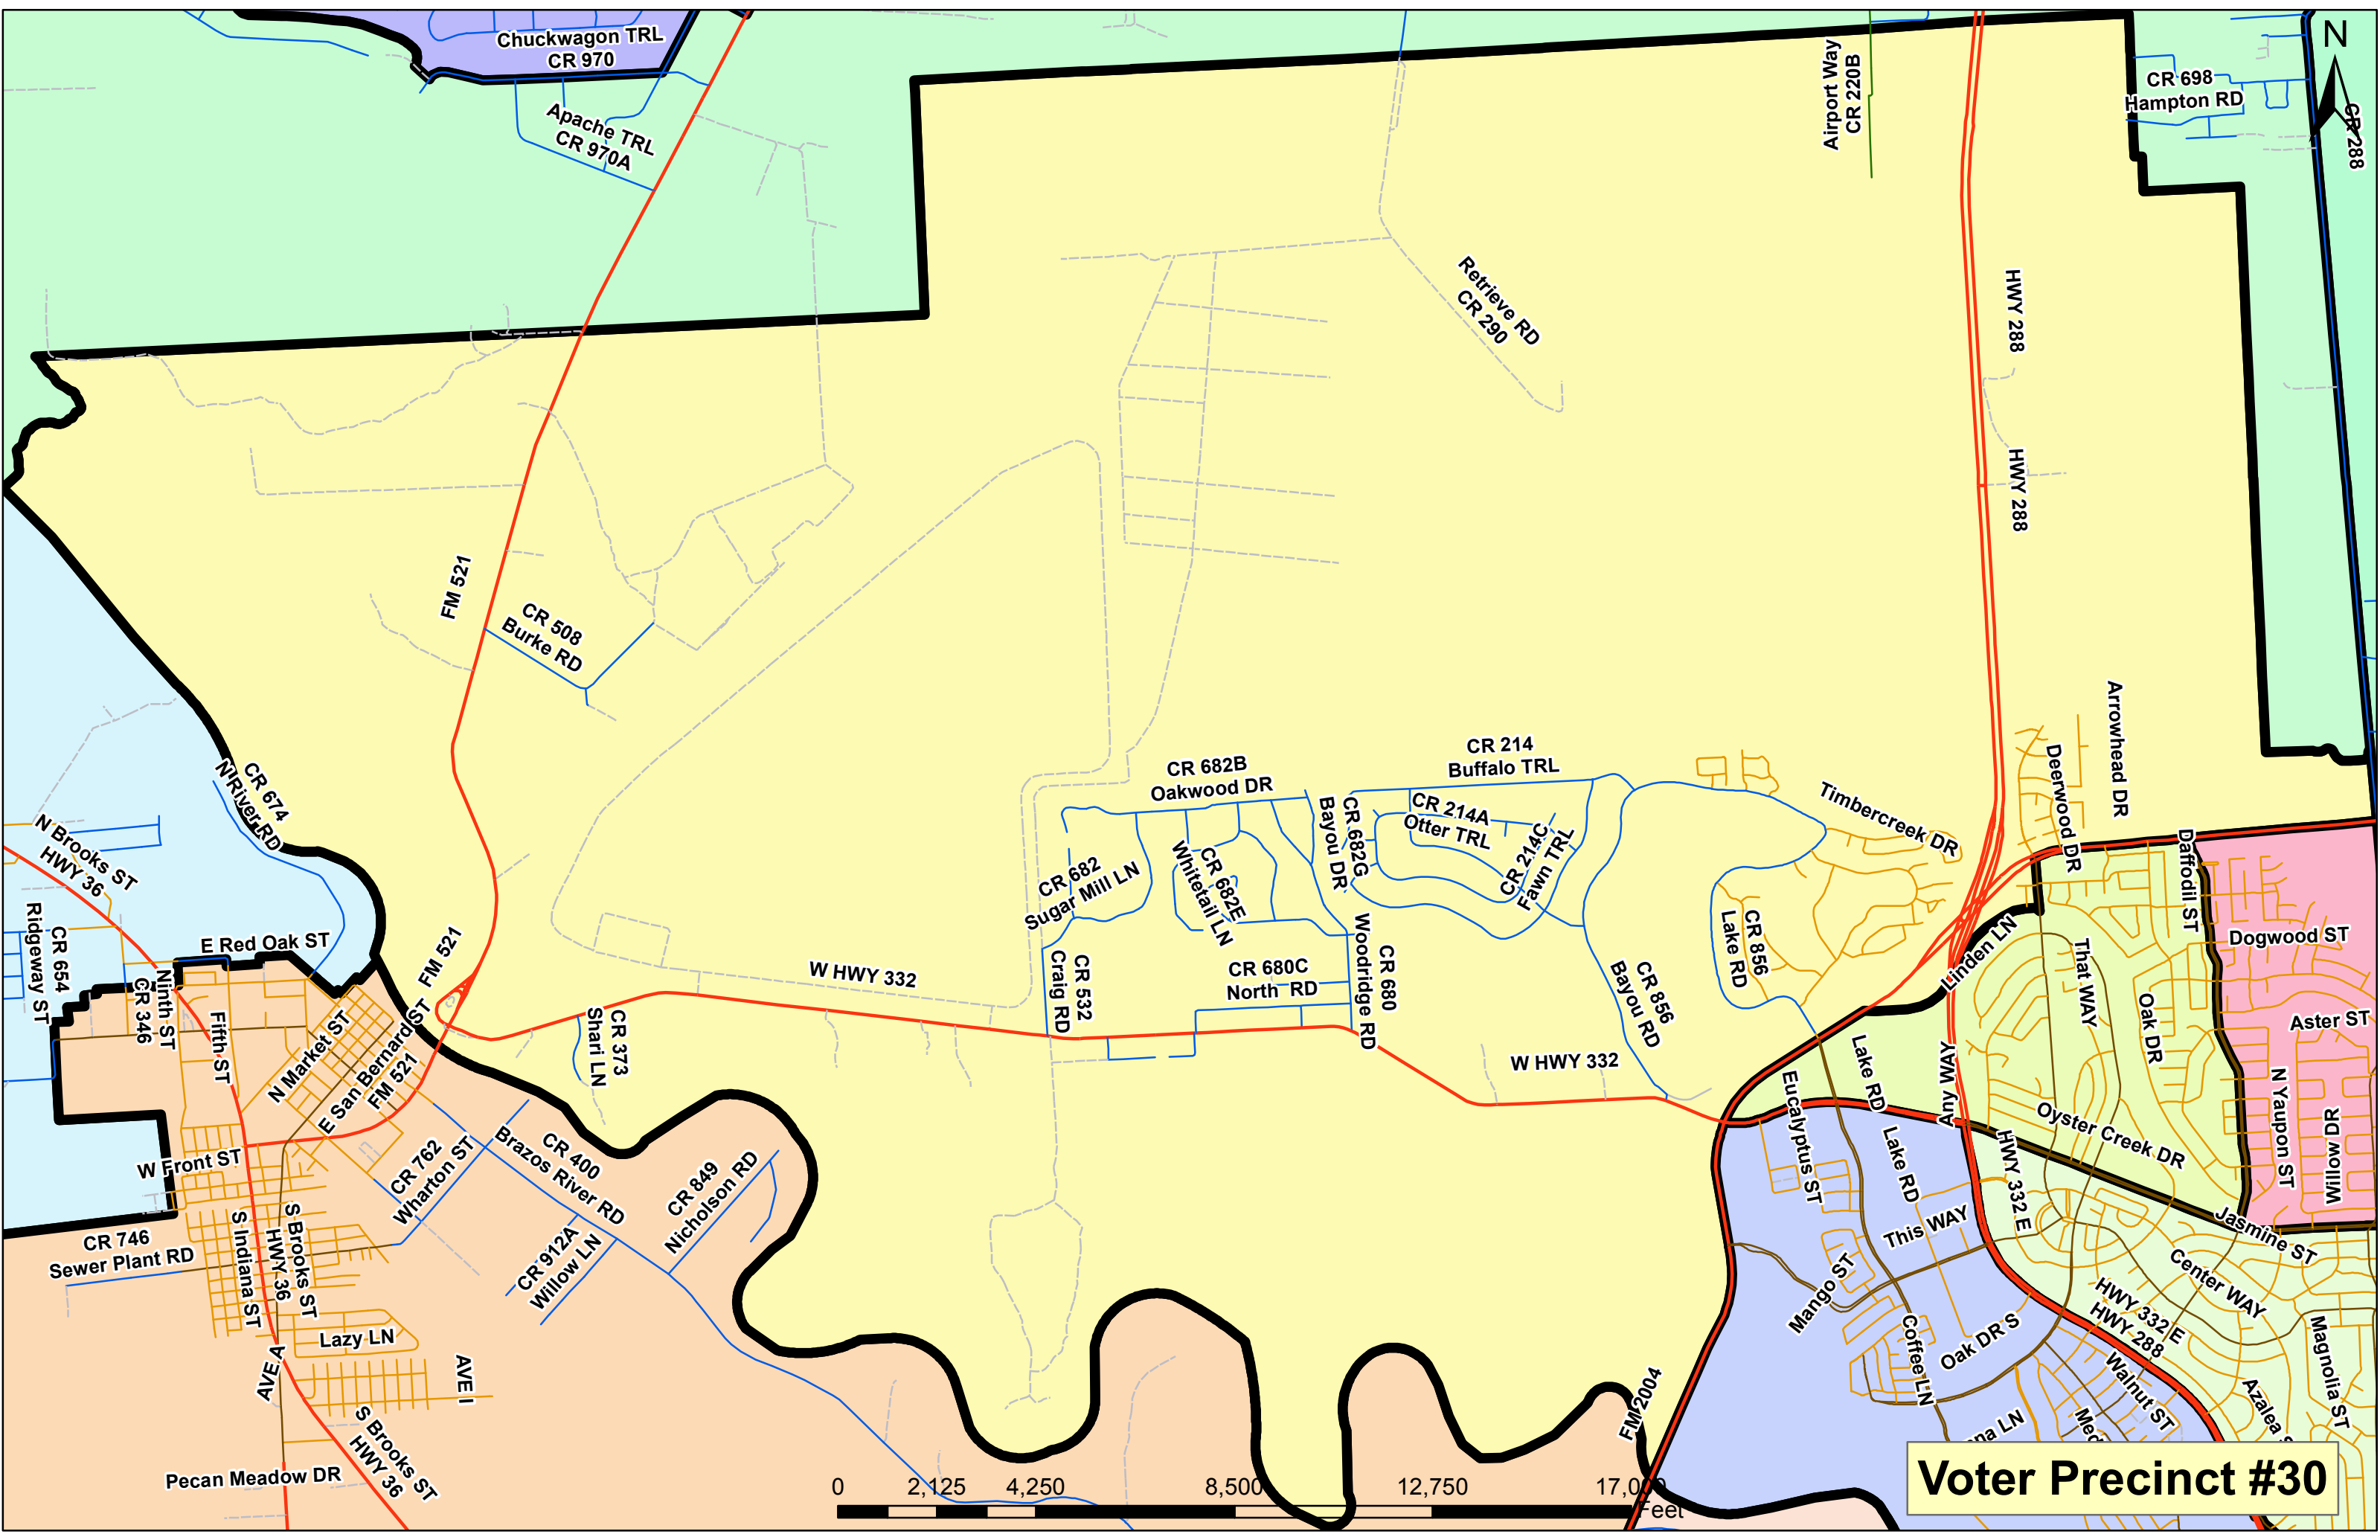 Chuckwagon TRL
CR 970
Apache TRL
CR 970A
Airport Way
CR 220B
CR 698
Hampton RD
N
CR 288
Retrieve RD
CR 290
HWY 288
HWY 288
FM 521
CR 508
Burke RD
CR 674
N River RD
N Brooks ST
HWY 36
Ridgeway ST
CR 654
E Red Oak ST
Ninth ST
CR 346
Fifth ST
N Market ST
E San Bernard ST
FM 521
FM 521
W HWY 332
Shari LN
CR 373
CR 682B
Oakwood DR
CR 214
Buffalo TRL
CR 682
Sugar Mill LN
Whitetail LN
CR 682E
Bayou DR
CR 682G
CR 214A
Otter TRL
CR 214C
Fawn TRL
Craig RD
CR 532
CR 680C
North RD
Woodridge RD
CR 680
W HWY 332
Bayou RD
CR 856
Lake RD
CR 856
Timbercreek DR
Deerwood DR
Arrowhead DR
Daffodil ST
Linden LN
That WAY
Oak DR
Dogwood ST
Aster ST
N Yaupon ST
Willow DR
Lake RD
Any WAY
Eucalyptus ST
Oyster Creek DR
Lake RD
HWY 332 E
This WAY
Jasmine ST
Center WAY
HWY 332 E
HWY 288
Mango ST
Coffee LN
Oak DR S
Walnut ST
Magnolia ST
Azalea
FM 2004
W Front ST
CR 762
Wharton ST
CR 400
Brazos River RD
CR 849
Nicholson RD
CR 912A
Willow LN
CR 746
Sewer Plant RD
S Indiana ST
HWY 36
S Brooks ST
Lazy LN
AVE A
AVE I
S Brooks ST
HWY 36
Pecan Meadow DR
0 2,125 4,250 8,500 12,750 17,000
Feet
Voter Precinct #30